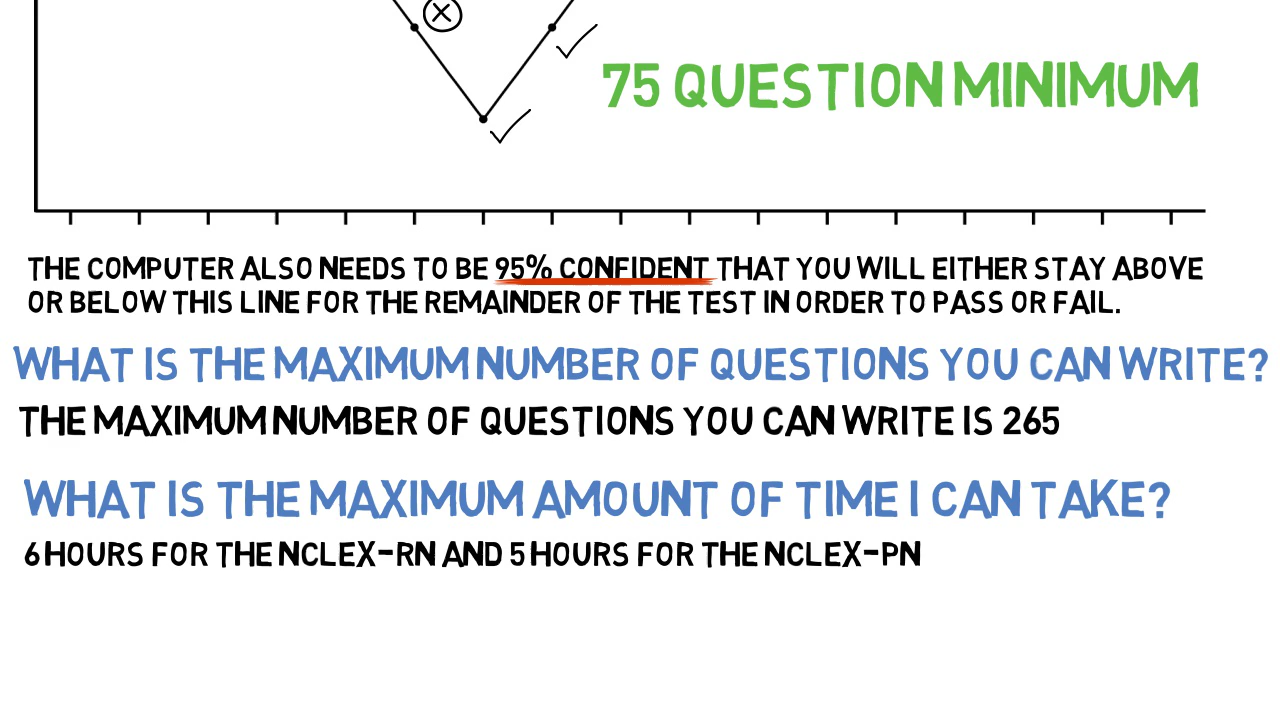 75 QUESTION MINIMUM
THE COMPUTER ALSO NEEDS TO BE 95% CONFIDENT THAT YOU WILL EITHER STAY ABOVE
OR BELOW THIS LINE FOR THE REMAINDER OF THE TEST IN ORDER TO PASS OR FAIL.
WHAT IS THE MAXIMUM NUMBER OF QUESTIONS YOU CAN WRITE?
THE MAXIMUM NUMBER OF QUESTIONS YOU CAN WRITE IS 265
WHAT IS THE MAXIMUM AMOUNT OF TIME I CAN TAKE?
6 HOURS FOR THE NCLEX-RN AND 5 HOURS FOR THE NCLEX-PN